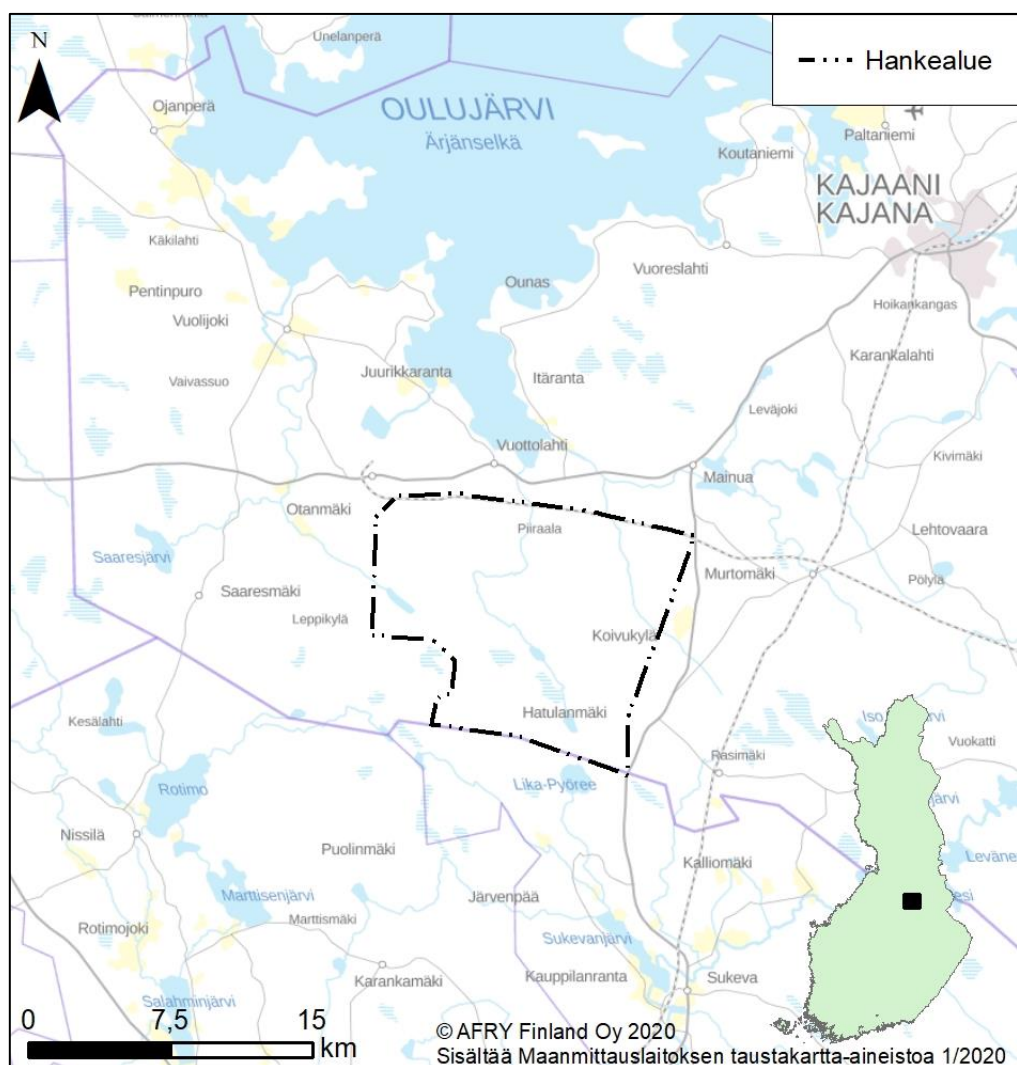 N
Hankealue
Unelanperä
Ojanperä
OULUJÄRVI
Ärjänselkä
Paltaniemi
Koutaniemi
KAJAANI
KAJANA
Käkilahti
Vuoreslahti
Ounas
Pentinpuro
Vuolijoki
Hoikankangas
Karankalahti
Juurikkaranta
Itäranta
Vaivassuo
Leväjoki
Vuottolahti
Kivimäki
Mainua
Otanmäki
Piiraala
Lehtovaara
Saaresjärvi
Murtomäki
Pölylä
Saaresmäki
Leppikylä
Koivukylä
Kesälahti
Hatulanmäki
Vuokatti
Rasimäki
Rotimo
Lika-Pyöree
Nissilä
Puolinmäki
Kalliomäki
Marttisenjärvi
Järvenpää
Marttismäki
Rotimojoki
Sukevanjärvi
Karankamäki
Kauppilanranta
Sukeva
Salahminjärvi
0 7,5 15
km
© AFRY Finland Oy 2020
Sisältää Maanmittauslaitoksen taustakartta-aineistoa 1/2020